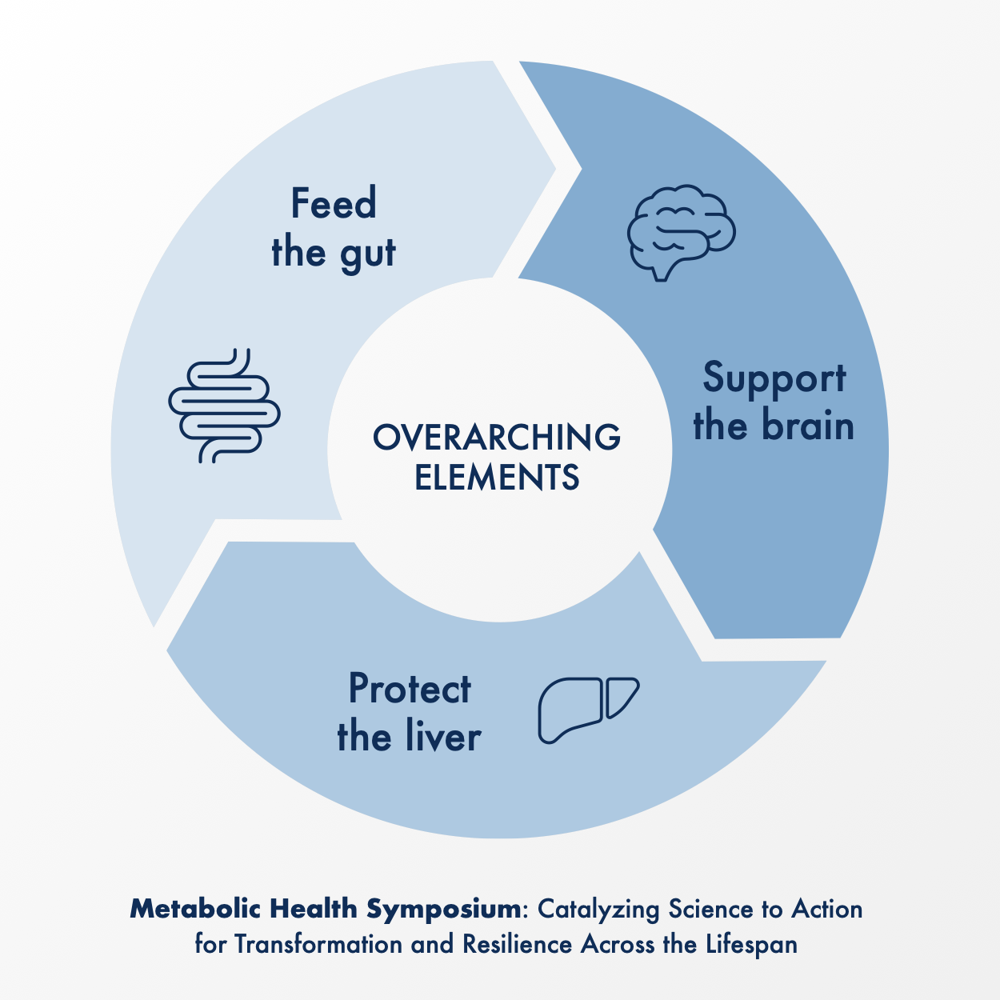 Feed
the gut
Support
the brain
OVERARCHING
ELEMENTS
Protect
the liver
Metabolic Health Symposium: Catalyzing Science to Action
for Transformation and Resilience Across the Lifespan